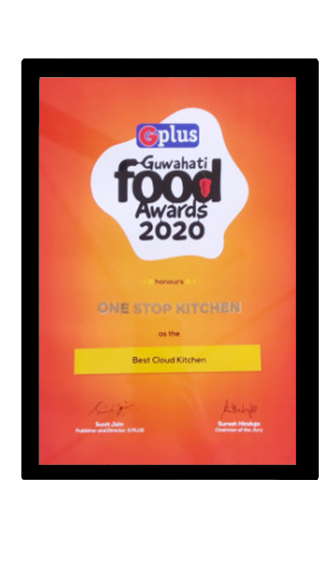 Gplus
Guwahati
food
Awards
2020
honours
ONE STOP KITCHEN
as the
Best Cloud Kitchen
Sunit Jain
Publisher and Director, G PLUS
Suresh Hinduja
Chairman of the Jury